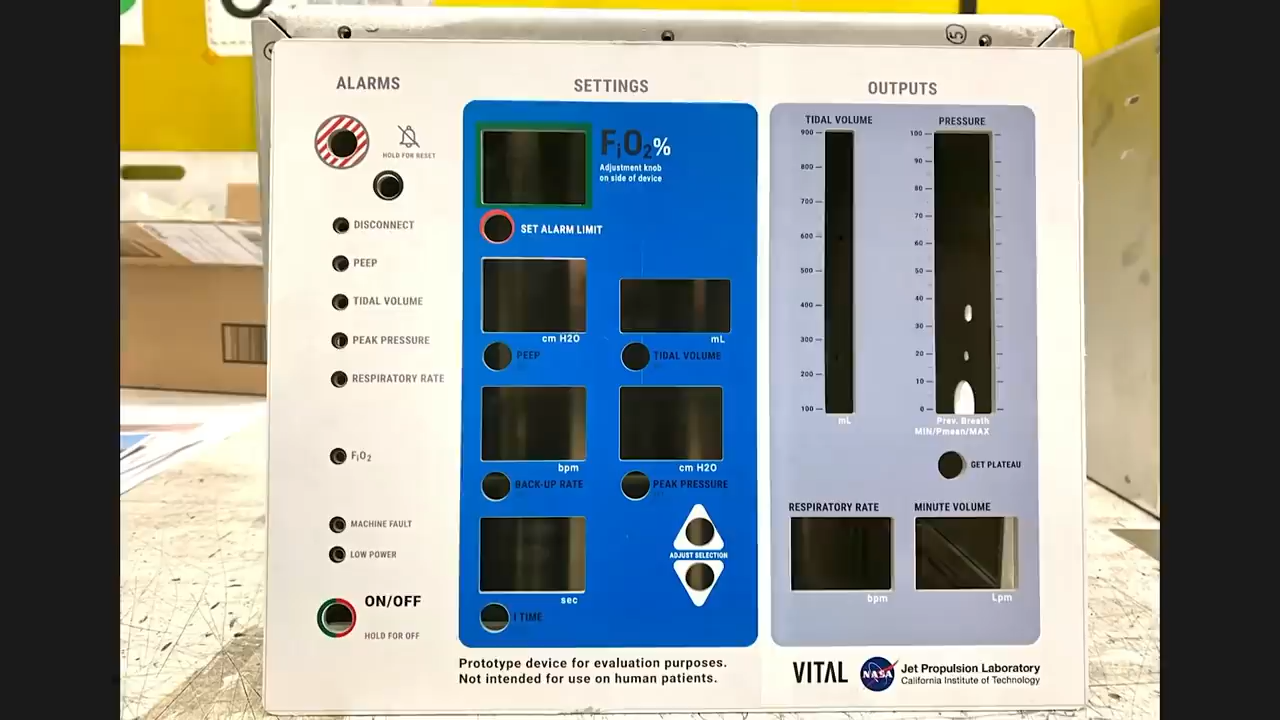 ALARMS
HOLD FOR RESET
DISCONNECT
PEEP
TIDAL VOLUME
PEAK PRESSURE
RESPIRATORY RATE
FiO2
MACHINE FAULT
LOW POWER
ON/OFF
HOLD FOR OFF
SETTINGS
FiO2%
Adjustment knob
on side of device
SET ALARM LIMIT
cm H2O
PEEP
mL
TIDAL VOLUME
bpm
BACK-UP RATE
cm H2O
PEAK PRESSURE
sec
I TIME
ADJUST SELECTION
Prototype device for evaluation purposes.
Not intended for use on human patients.
OUTPUTS
TIDAL VOLUME
900
800
700
600
500
400
300
200
100
mL
PRESSURE
100
90
80
70
60
50
40
30
20
10
0
Prev. Breath
MIN/Pmean/MAX
GET PLATEAU
RESPIRATORY RATE
bpm
MINUTE VOLUME
Lpm
VITAL
NASA
Jet Propulsion Laboratory
California Institute of Technology
5